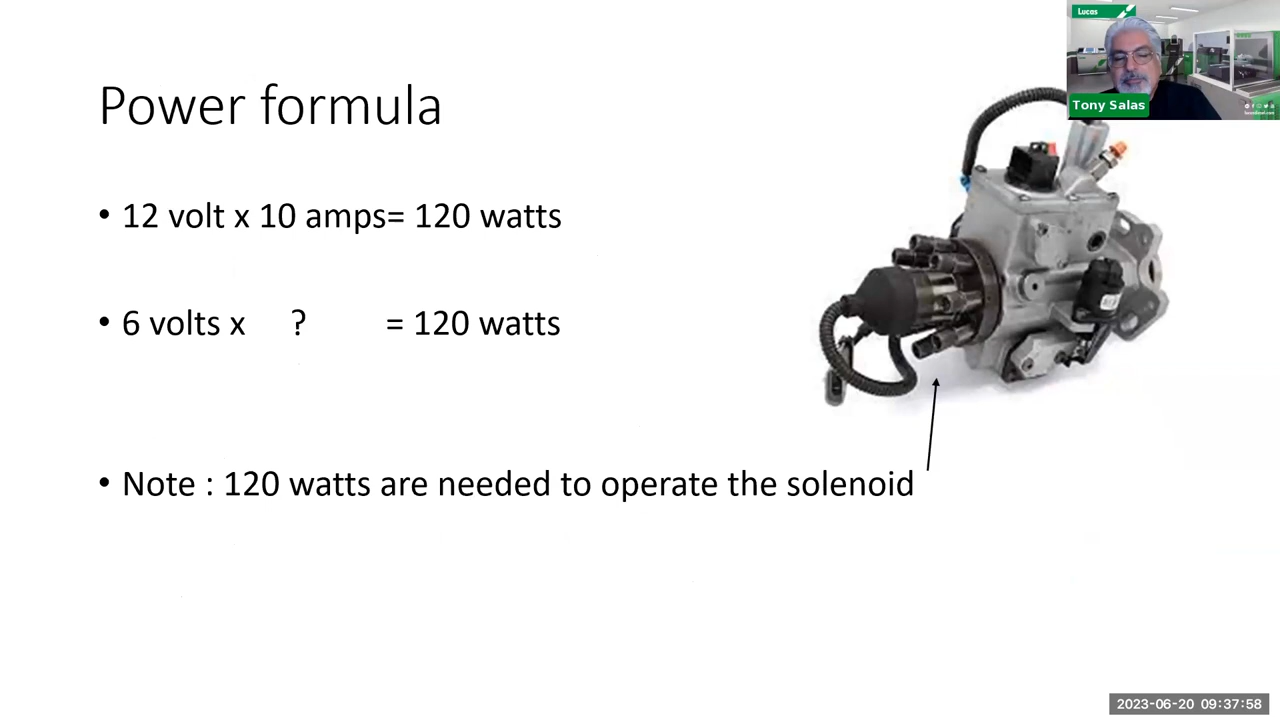 Lucas
Tony Salas
Power formula
• 12 volt x 10 amps= 120 watts
• 6 volts x ? = 120 watts
• Note : 120 watts are needed to operate the solenoid
2023-06-20 09:37:58